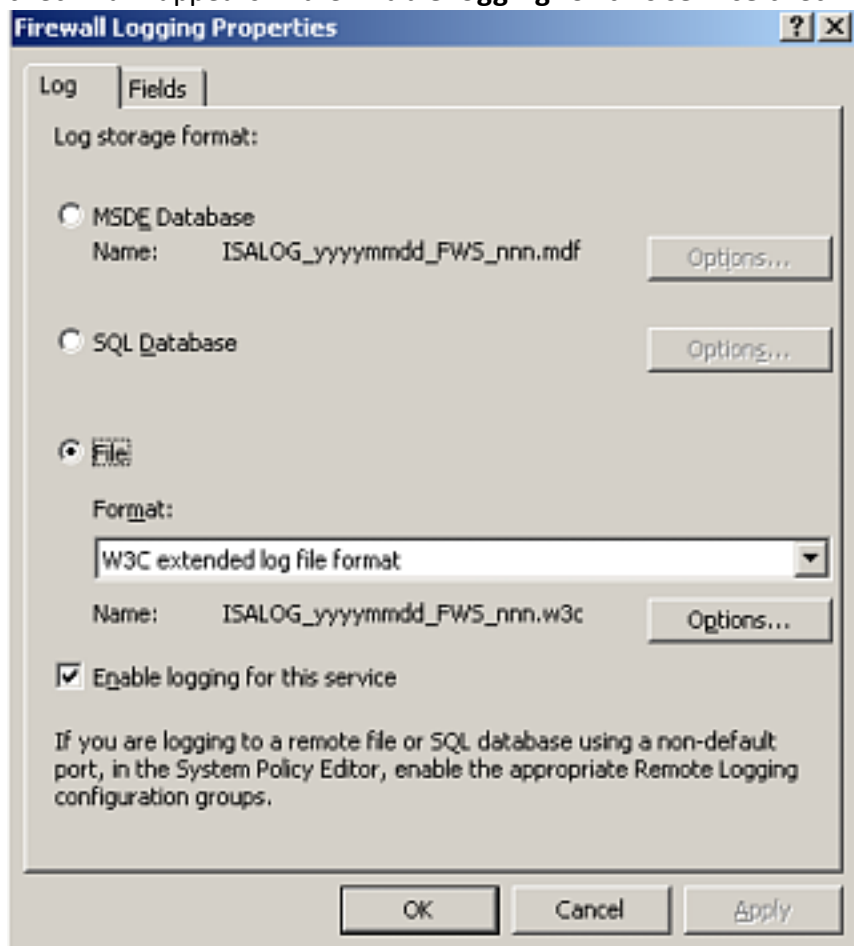 Firewall Logging Properties
Log
Fields
Log storage format:
MSDE Database
Name: ISALOG_yyyymmdd_FWS_nnn.mdf
Options...
SQL Database
Options...
File
Format:
W3C extended log file format
Name: ISALOG_yyyymmdd_FWS_nnn.w3c
Options...
Enable logging for this service
If you are logging to a remote file or SQL database using a non-default
port, in the System Policy Editor, enable the appropriate Remote Logging
configuration groups.
OK
Cancel
Apply